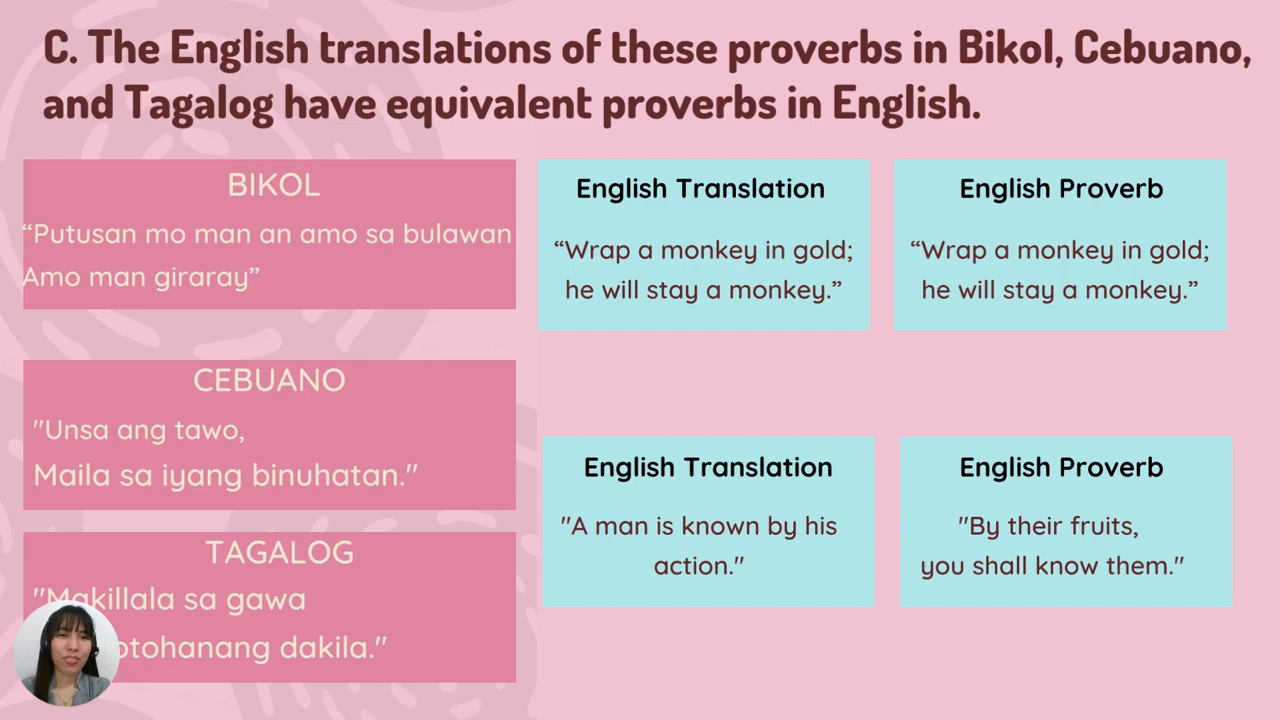 C. The English translations of these proverbs in Bikol, Cebuano,
and Tagalog have equivalent proverbs in English.
BIKOL
“Putusan mo man an amo sa bulawan
Amo man giraray”
English Translation
“Wrap a monkey in gold;
he will stay a monkey.”
English Proverb
“Wrap a monkey in gold;
he will stay a monkey.”
CEBUANO
"Unsa ang tawo,
Maila sa iyang binuhatan."
TAGALOG
"Makillala sa gawa
dakila."
English Translation
"A man is known by his
action."
English Proverb
"By their fruits,
you shall know them."